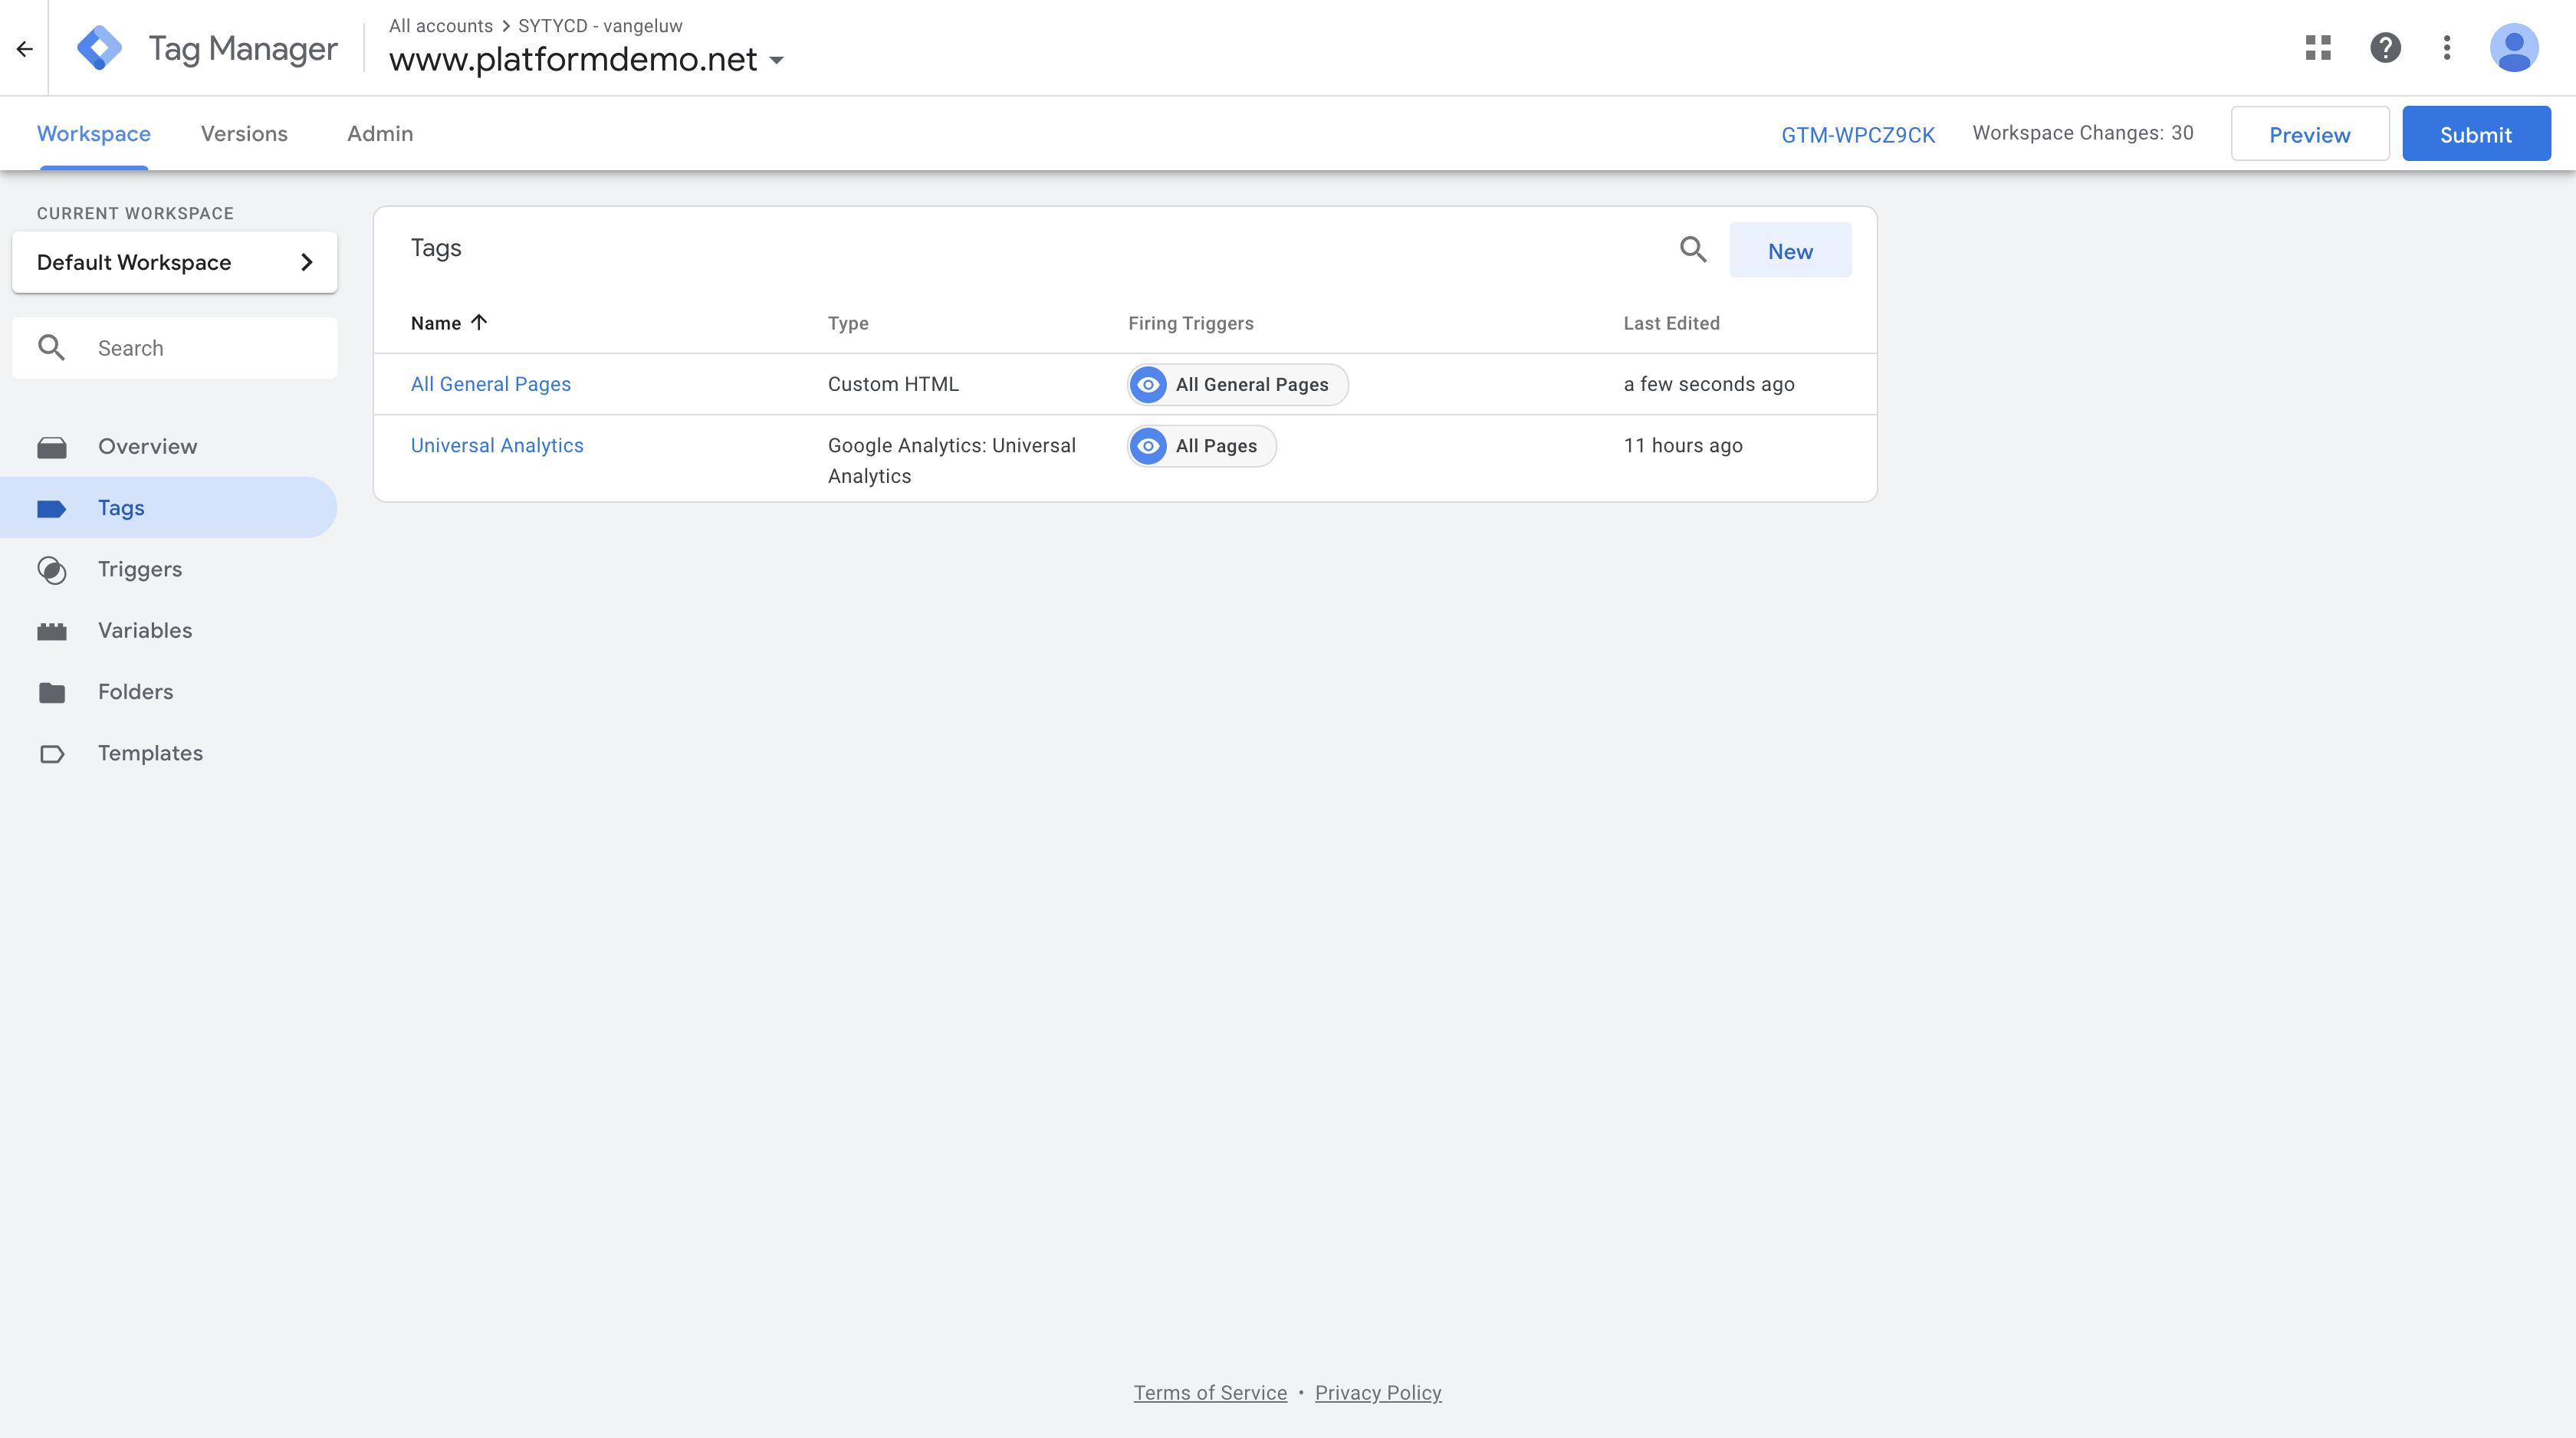 Tag Manager
All accounts > SYTYCD - vangeluw
www.platformdemo.net
Workspace
Versions
Admin
GTM-WPCZ9CK
Workspace Changes: 30
Preview
Submit
CURRENT WORKSPACE
Default Workspace
Search
Overview
Tags
Triggers
Variables
Folders
Templates
Tags
New
Name
Type
Firing Triggers
Last Edited
All General Pages
Custom HTML
All General Pages
a few seconds ago
Universal Analytics
Google Analytics: Universal
Analytics
All Pages
11 hours ago
Terms of Service • Privacy Policy